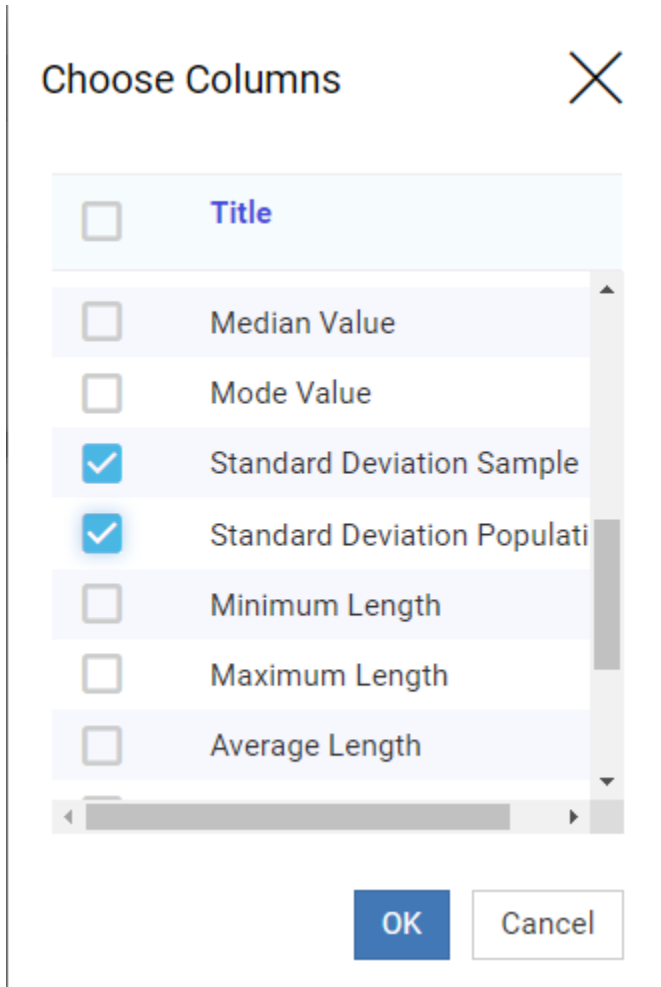 Choose Columns
Title
Median Value
Mode Value
Standard Deviation Sample
Standard Deviation Populati
Minimum Length
Maximum Length
Average Length
OK
Cancel